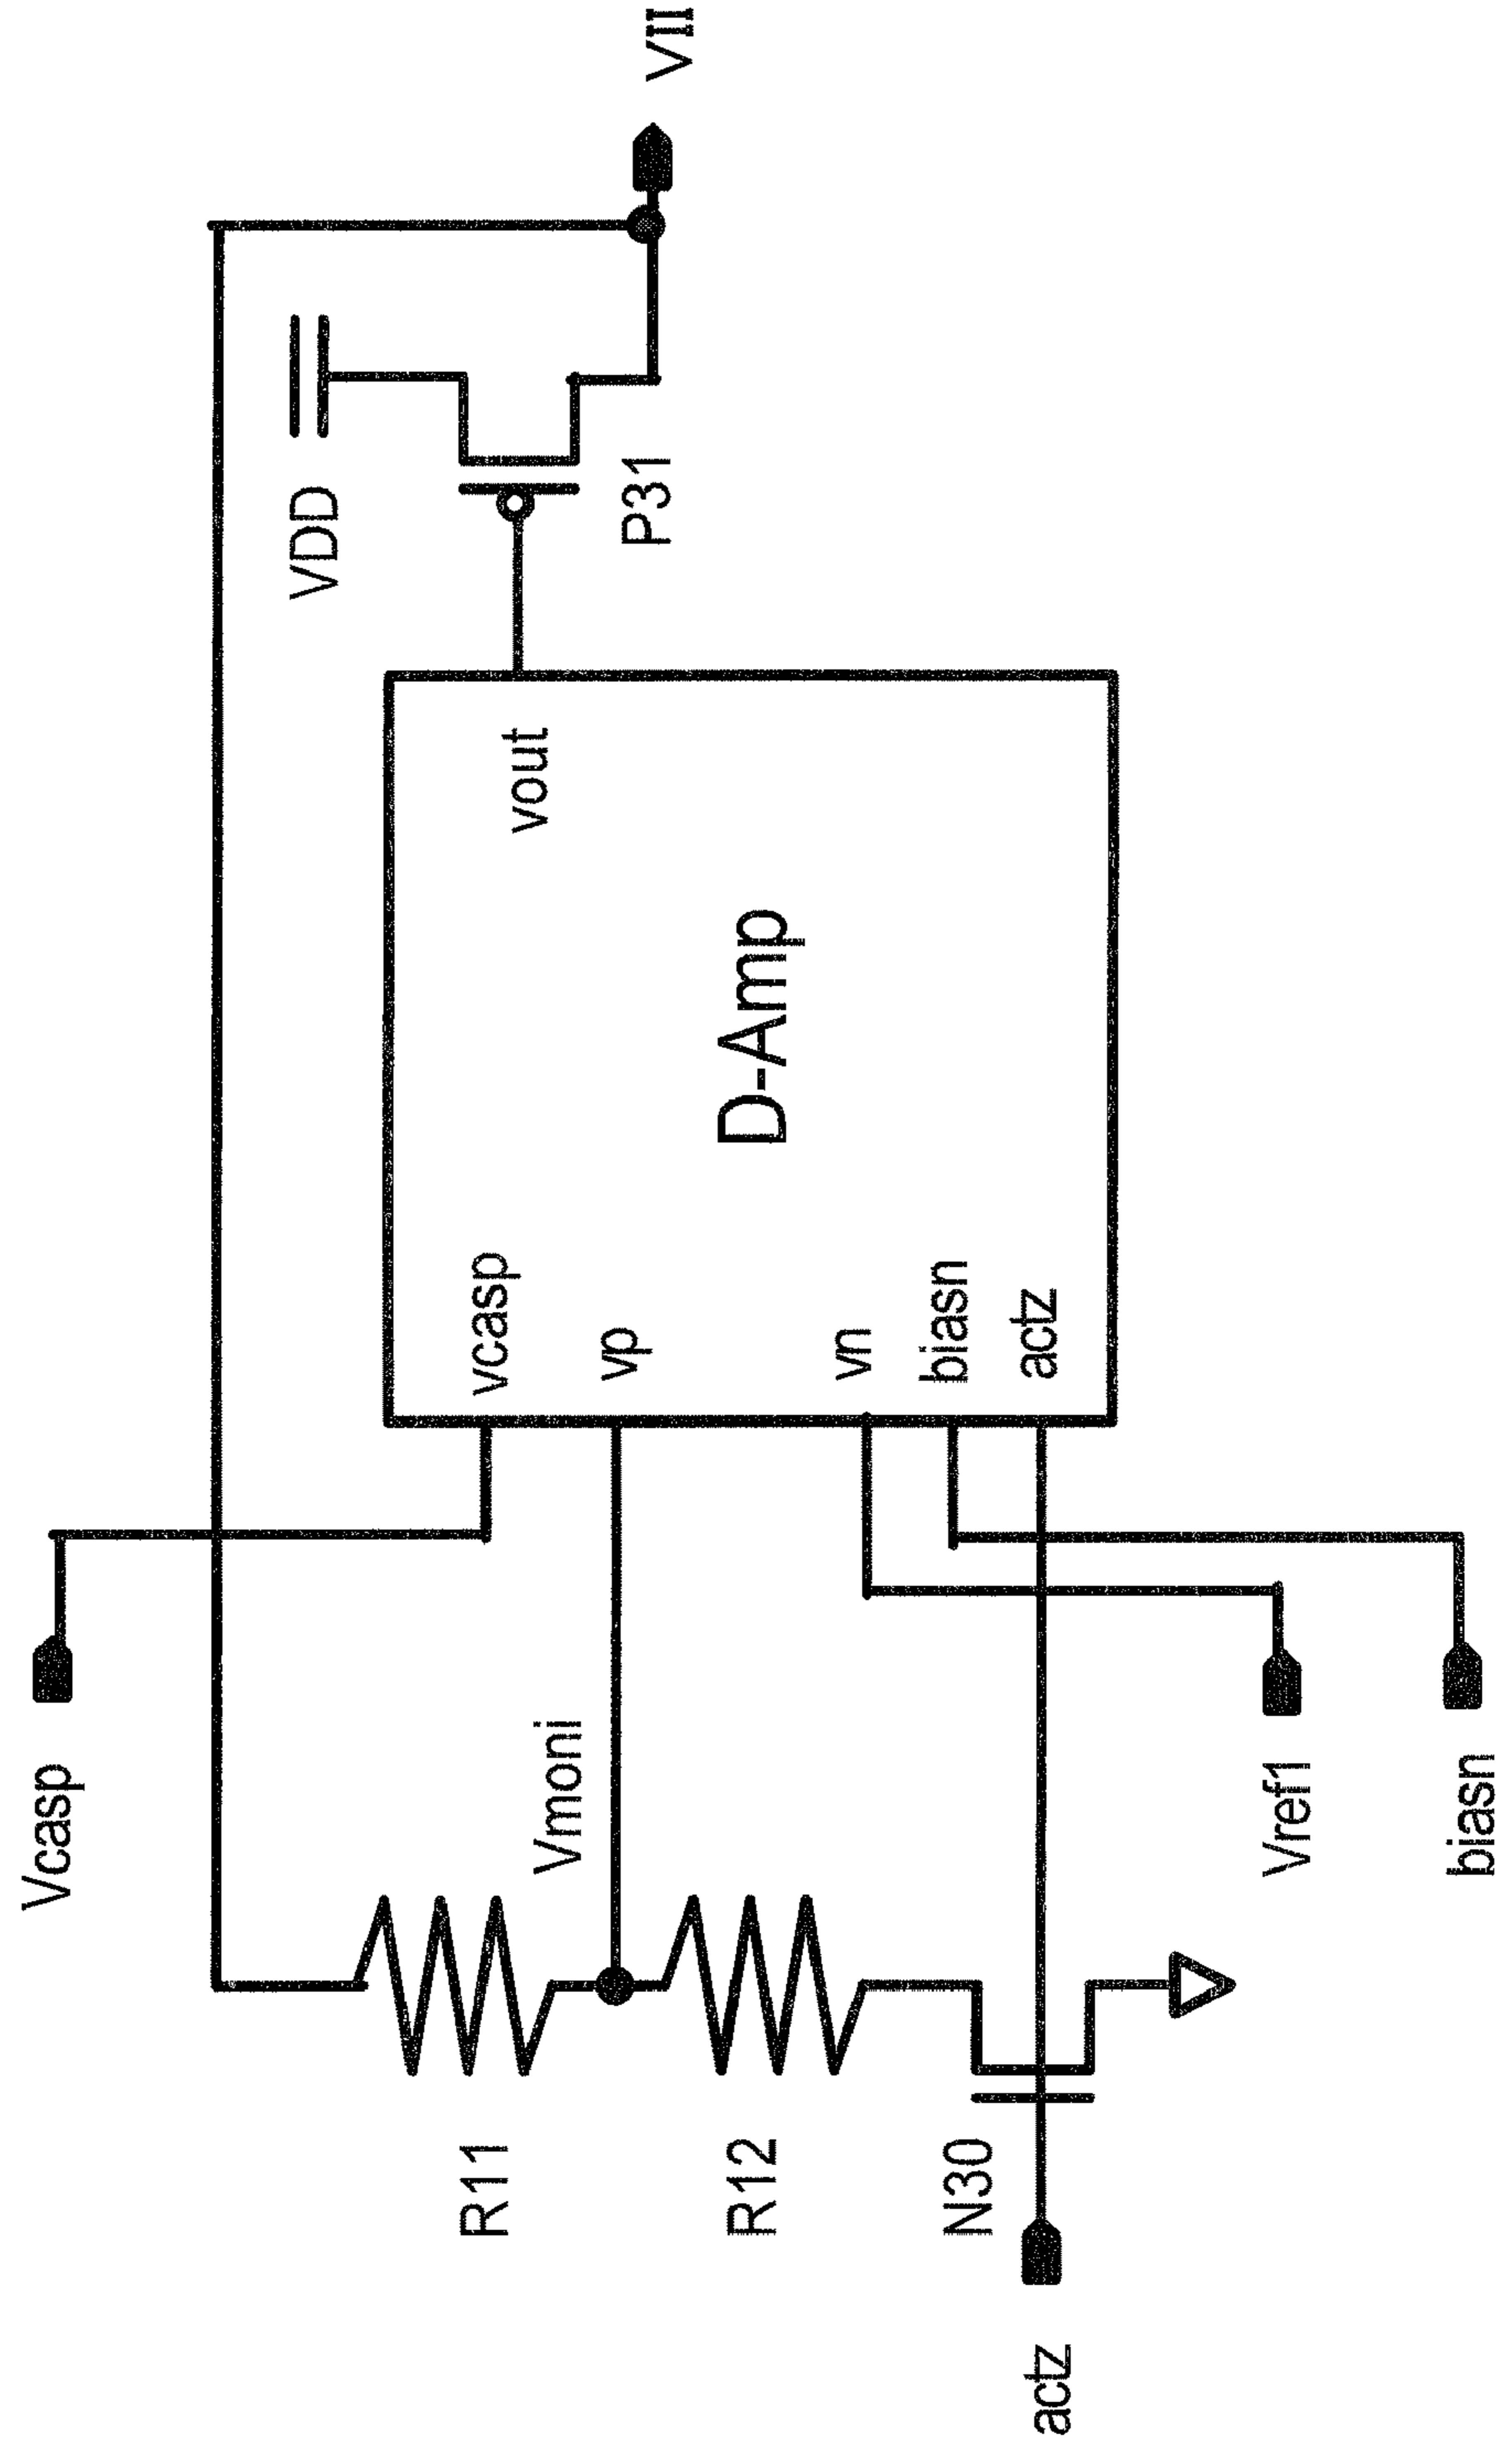 Vcasp
VDD
VII
R11
Vmoni
vcasp
vout
vp
P31
R12
D-Amp
vn
N30
biasn
actz
actz
Vref1
biasn